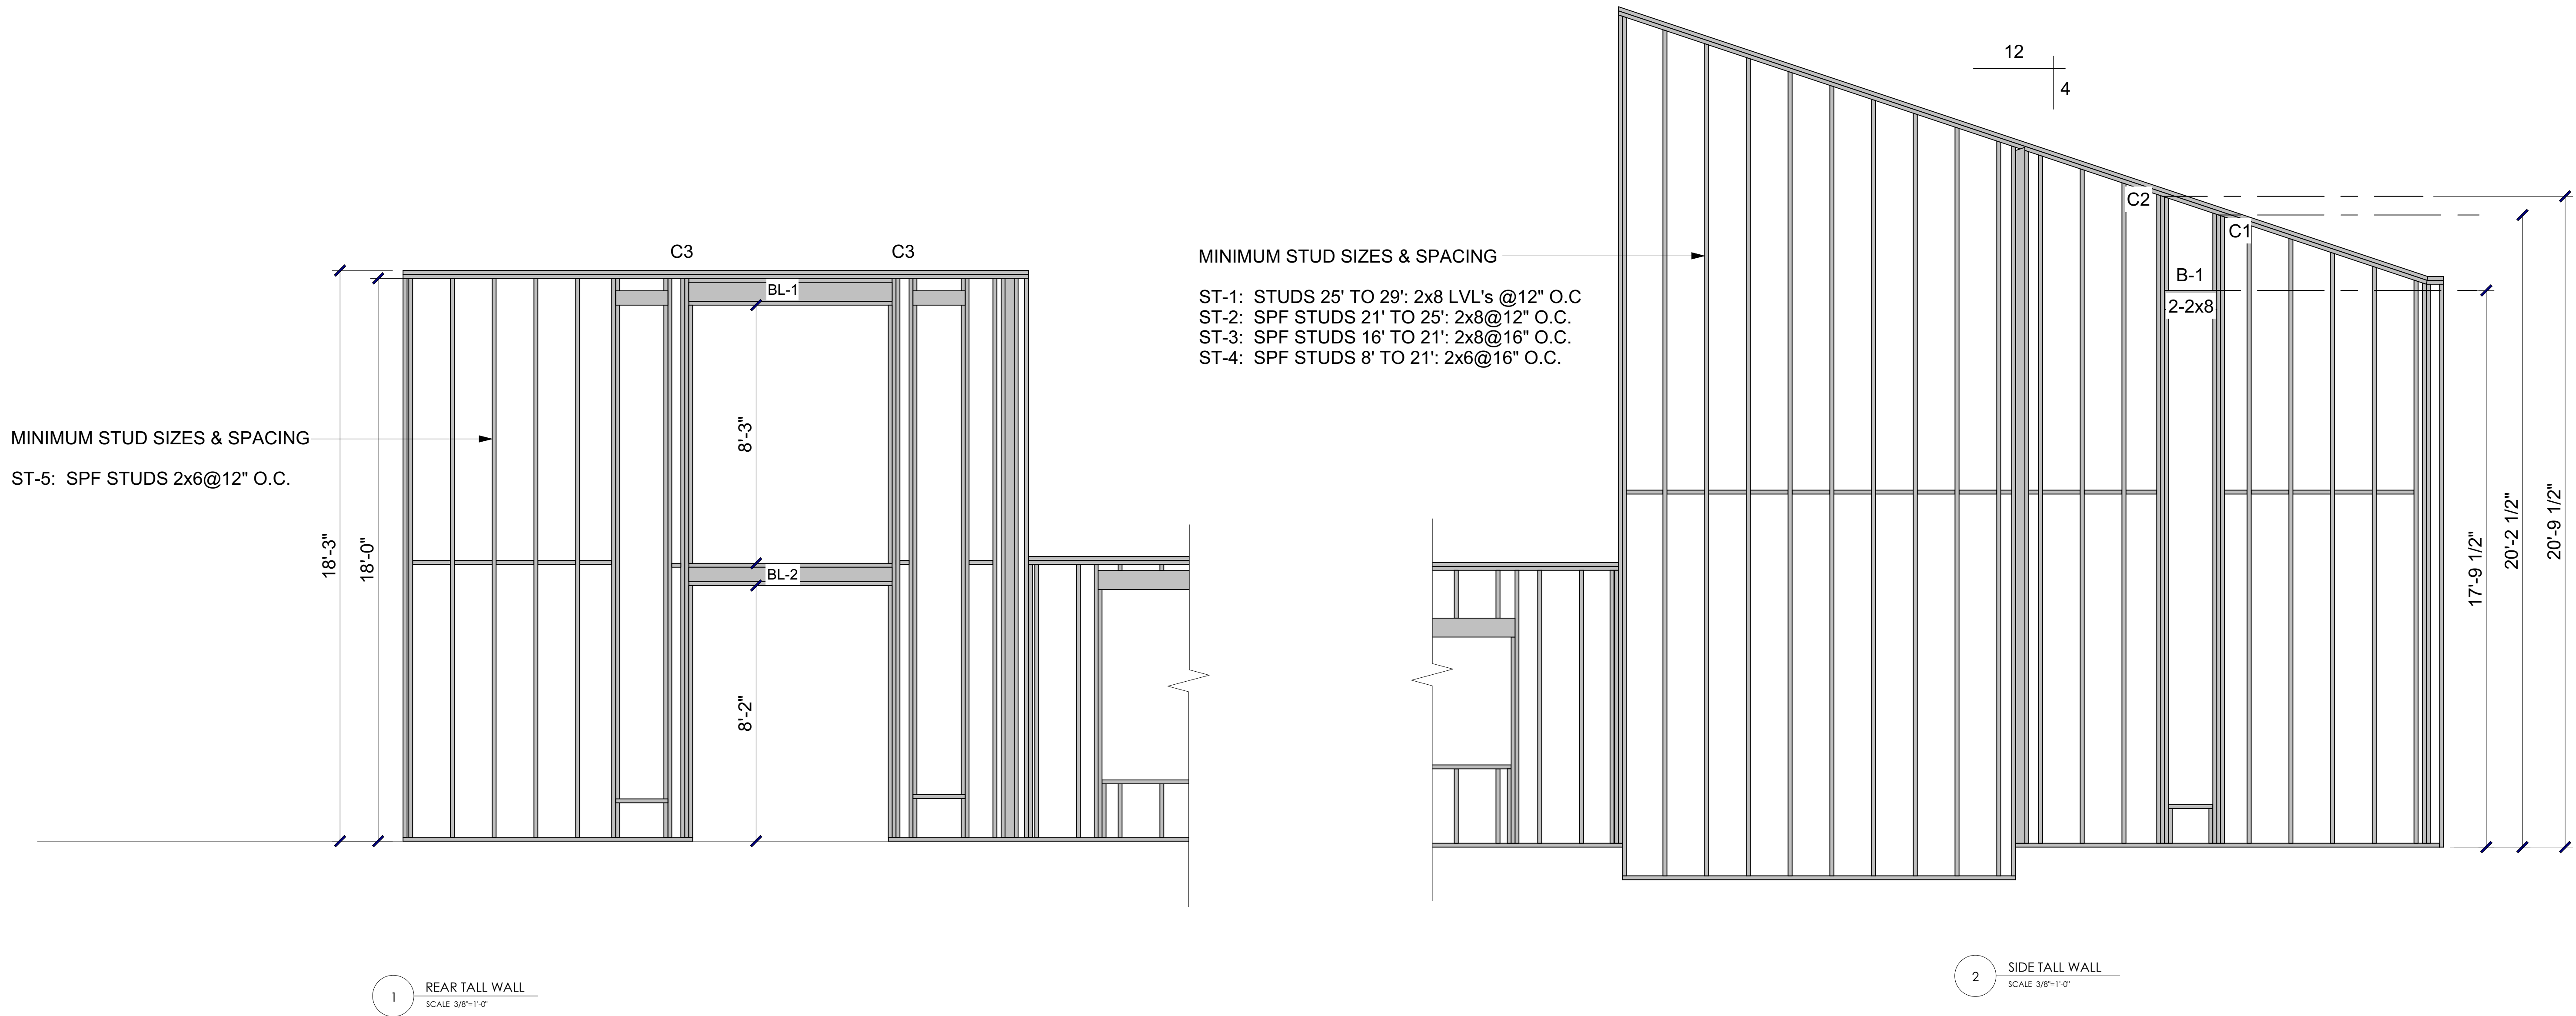 12
4
C2
C1
B-1
2-2x8
C3
C3
BL-1
BL-2
MINIMUM STUD SIZES & SPACING
ST-1: STUDS 25' TO 29': 2x8 LVL's @12" O.C
ST-2: SPF STUDS 21' TO 25': 2x8@12" O.C.
ST-3: SPF STUDS 16' TO 21': 2x8@16" O.C.
ST-4: SPF STUDS 8' TO 21': 2x6@16" O.C.
MINIMUM STUD SIZES & SPACING
ST-5: SPF STUDS 2x6@12" O.C.
18'-3"
18'-0"
8'-3"
8'-2"
17'-9 1/2"
20'-2 1/2"
20'-9 1/2"
1
REAR TALL WALL
SCALE 3/8"=1'-0"
2
SIDE TALL WALL
SCALE 3/8"=1'-0"